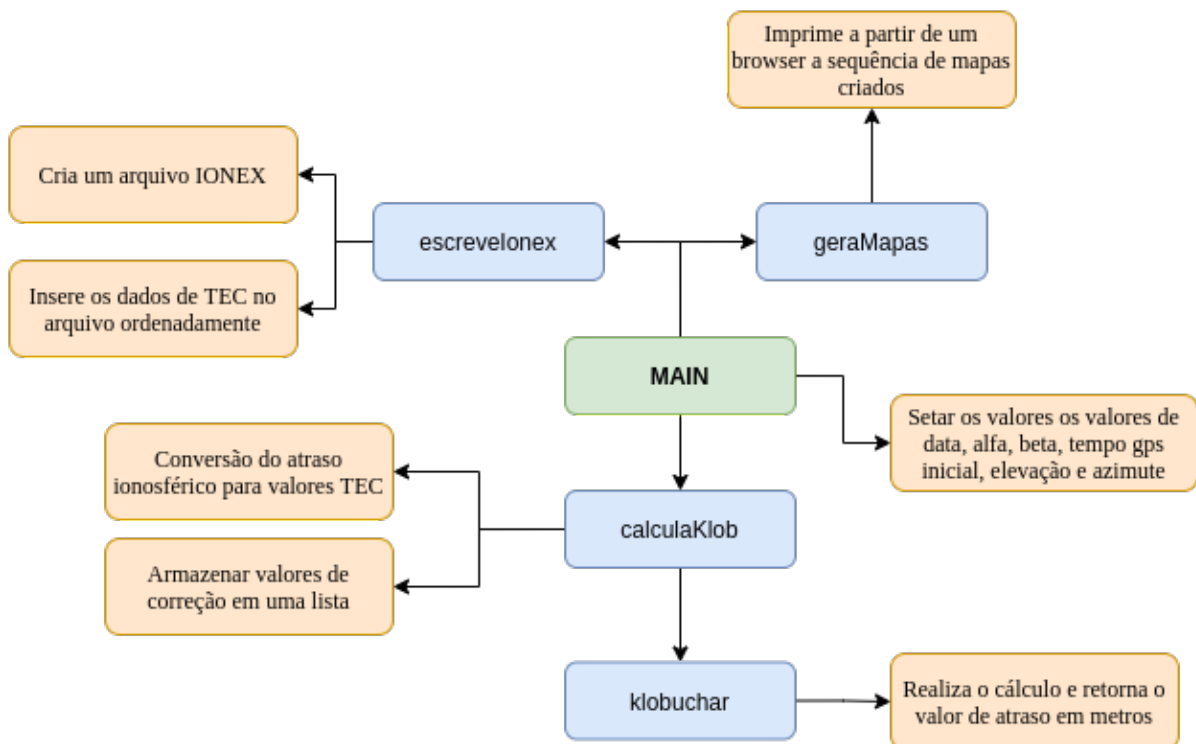 Imprime a partir de um
browser a sequência de mapas
criados
Cria um arquivo IONEX
escreveIonex
geraMapas
Insere os dados de TEC no
arquivo ordenadamente
MAIN
Setar os valores os valores de
data, alfa, beta, tempo gps
inicial, elevação e azimute
Conversão do atraso
ionosférico para valores TEC
calculaKlob
Armazenar valores de
correção em uma lista
klobuchar
Realiza o cálculo e retorna o
valor de atraso em metros